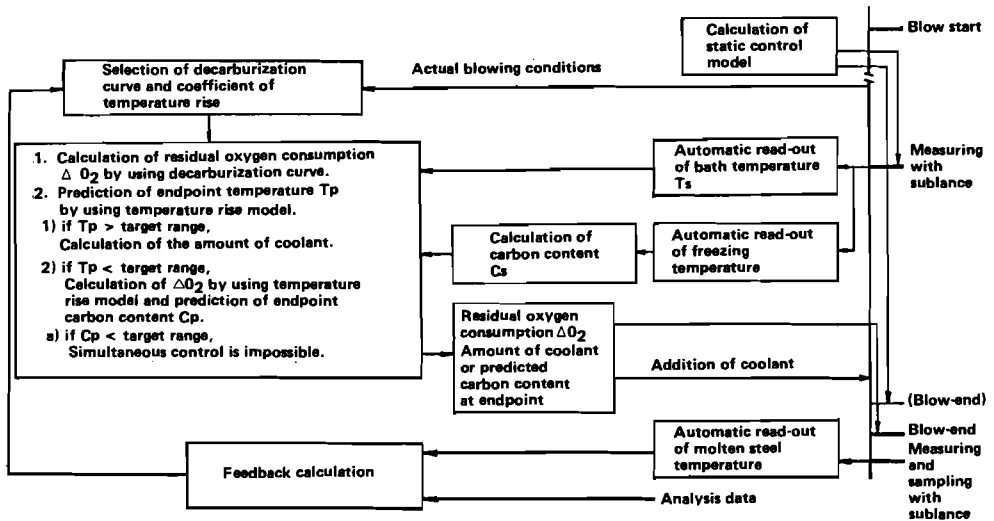 Calculation of
static control
model
Blow start
Selection of decarburization
curve and coefficient of
temperature rise
Actual blowing conditions
1. Calculation of residual oxygen consumption
Δ O2 by using decarburization curve.
2. Prediction of endpoint temperature Tp
by using temperature rise model.
1) if Tp > target range,
Calculation of the amount of coolant.
2) if Tp < target range,
Calculation of ΔO2 by using temperature
rise model and prediction of endpoint
carbon content Cp.
a) if Cp < target range,
Simultaneous control is impossible.
Automatic read-out
of bath temperature
Ts
Measuring
with
sublance
Calculation of
carbon content
Cs
Automatic read-out
of freezing
temperature
Residual oxygen
consumption ΔO2
Amount of coolant
or predicted
carbon content
at endpoint
Addition of coolant
(Blow-end)
Blow-end
Measuring
and
sampling
with
sublance
Automatic read-out
of molten steel
temperature
Feedback calculation
Analysis data